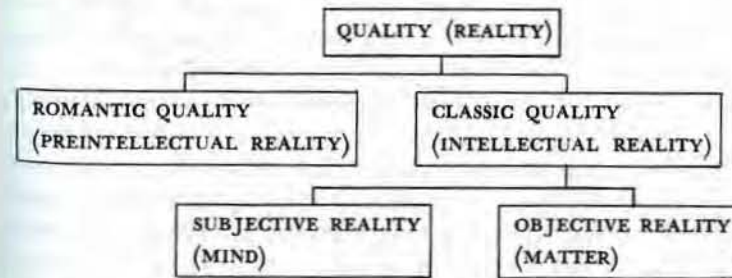 QUALITY (REALITY)
ROMANTIC QUALITY
(PREINTELLECTUAL REALITY)
CLASSIC QUALITY
(INTELLECTUAL REALITY)
SUBJECTIVE REALITY
(MIND)
OBJECTIVE REALITY
(MATTER)